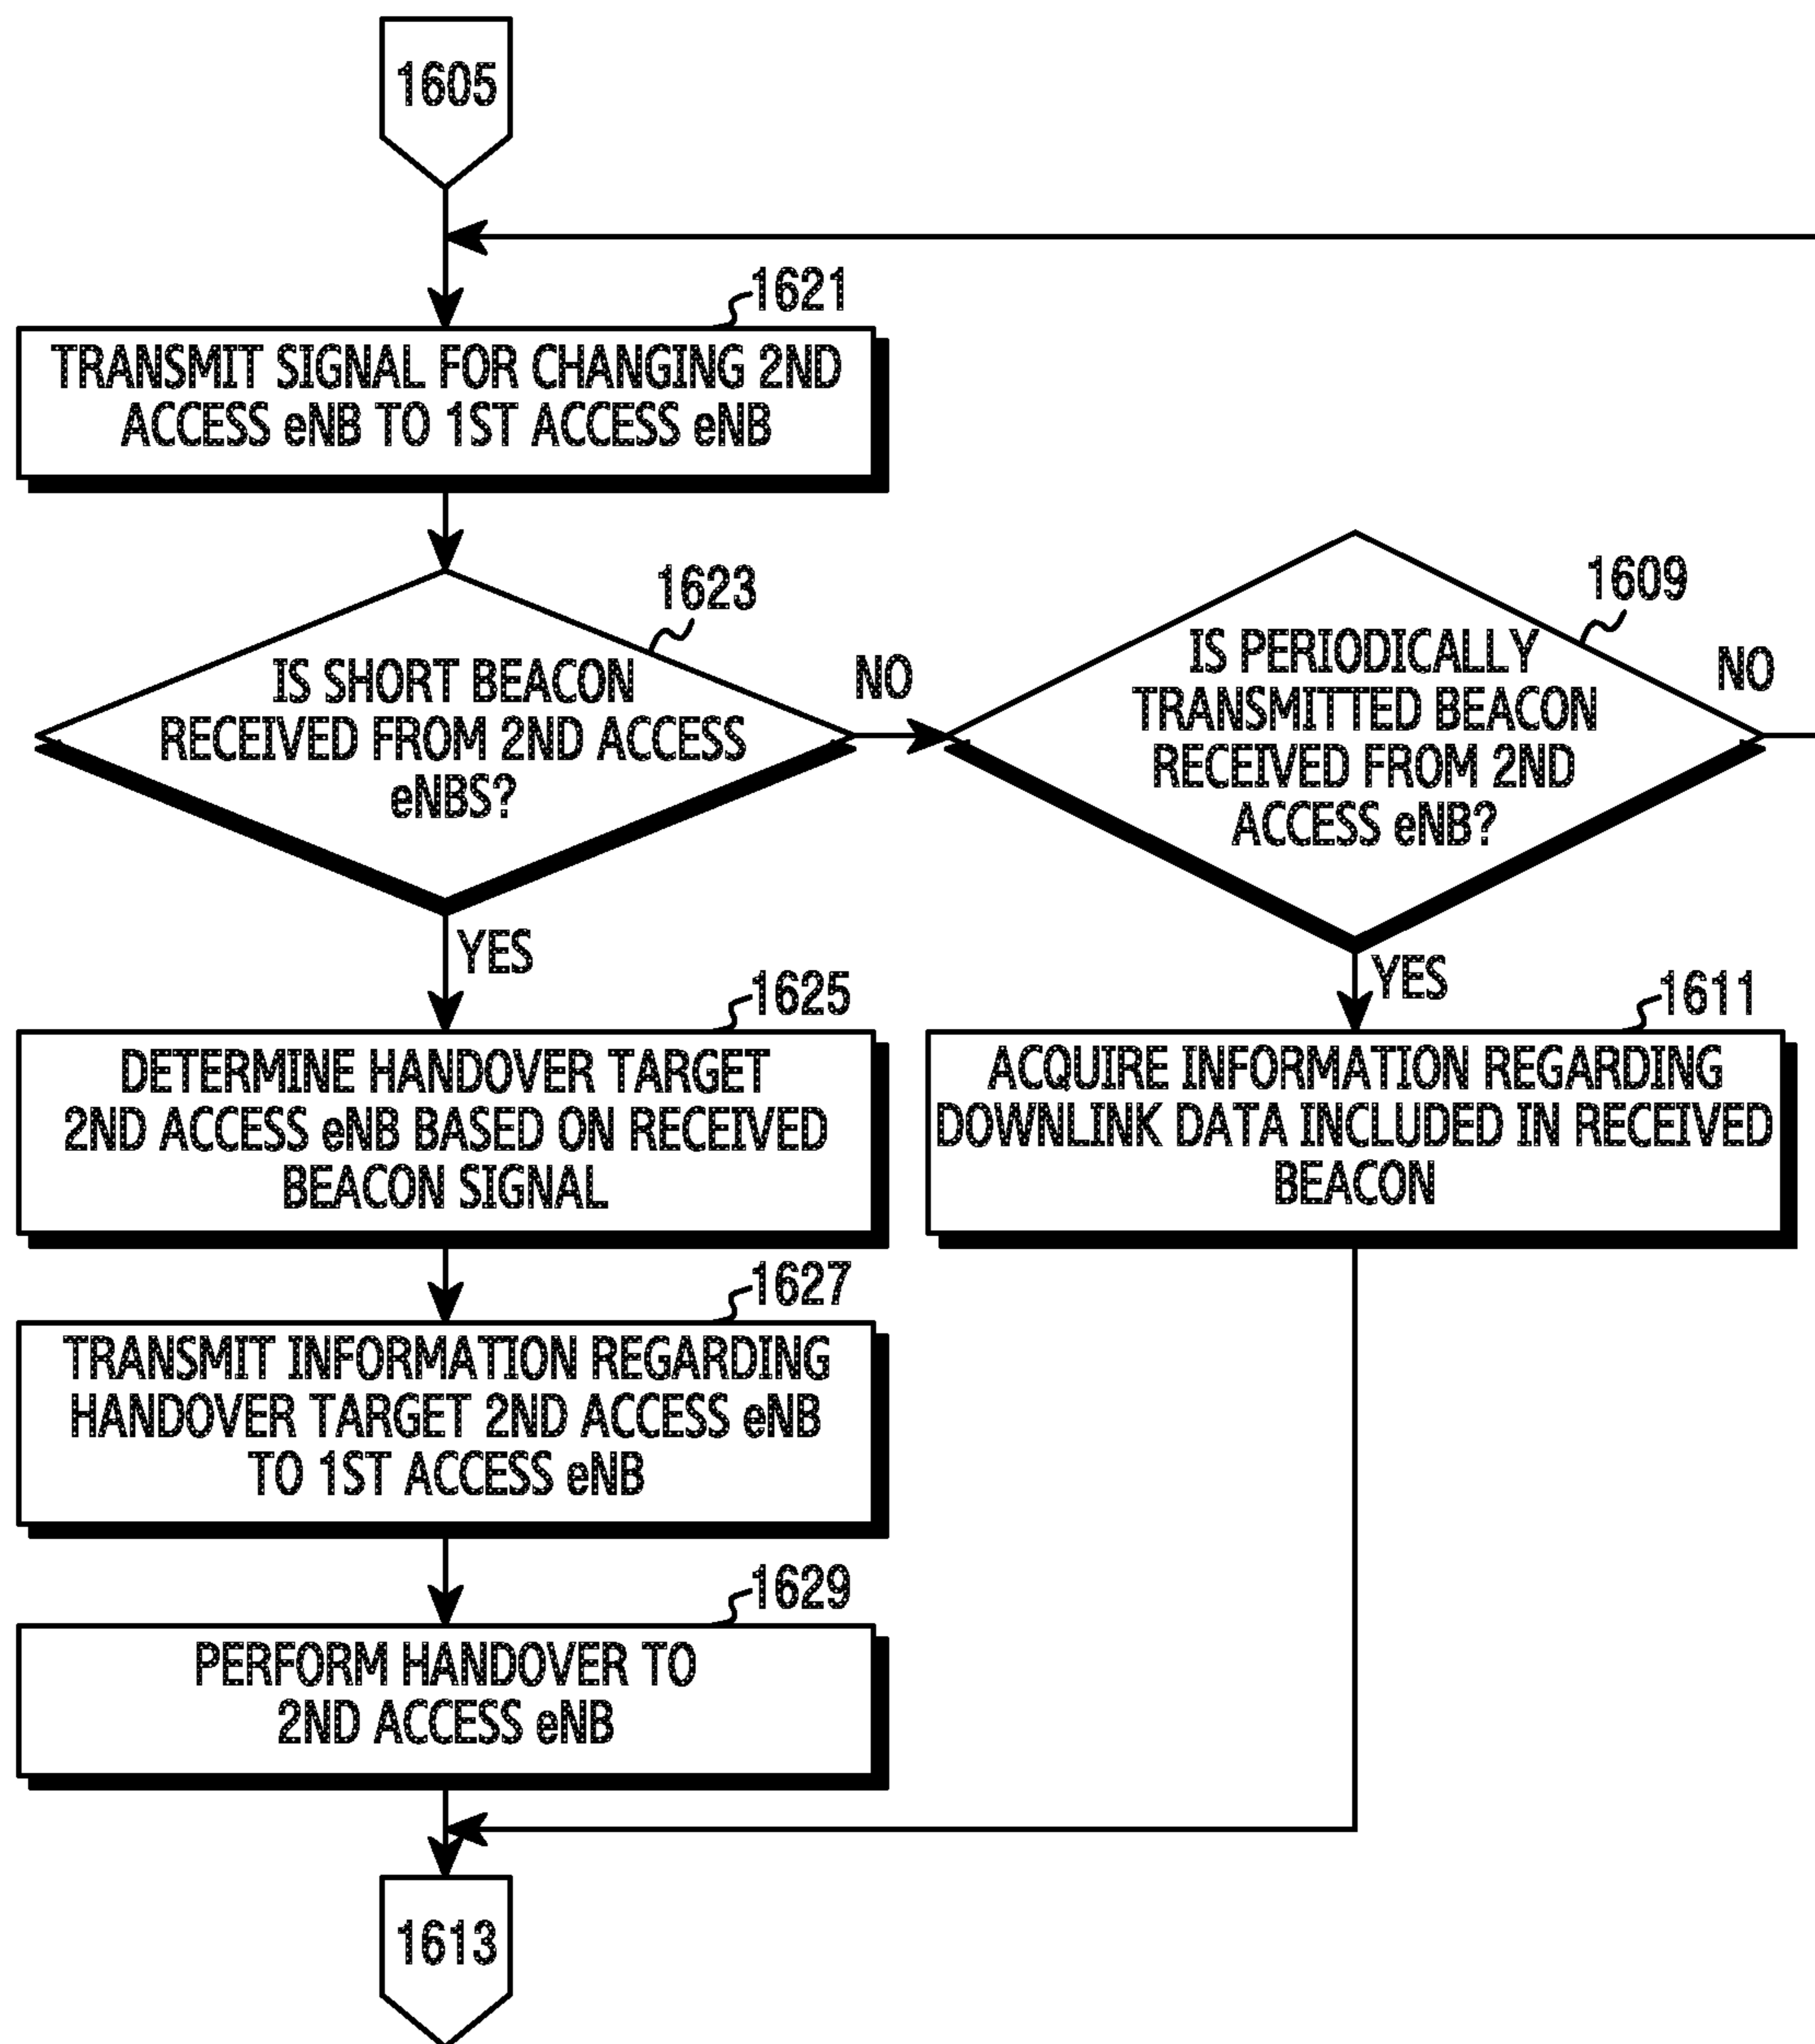 1605
1621
TRANSMIT SIGNAL FOR CHANGING 2ND
ACCESS eNB TO 1ST ACCESS eNB
1623
IS SHORT BEACON
RECEIVED FROM 2ND ACCESS
eNBS?
NO
1609
IS PERIODICALLY
TRANSMITTED BEACON
RECEIVED FROM 2ND
ACCESS eNB?
NO
YES
1625
DETERMINE HANDOVER TARGET
2ND ACCESS eNB BASED ON RECEIVED
BEACON SIGNAL
YES
1611
ACQUIRE INFORMATION REGARDING
DOWNLINK DATA INCLUDED IN RECEIVED
BEACON
1627
TRANSMIT INFORMATION REGARDING
HANDOVER TARGET 2ND ACCESS eNB
TO 1ST ACCESS eNB
1629
PERFORM HANDOVER TO
2ND ACCESS eNB
1613